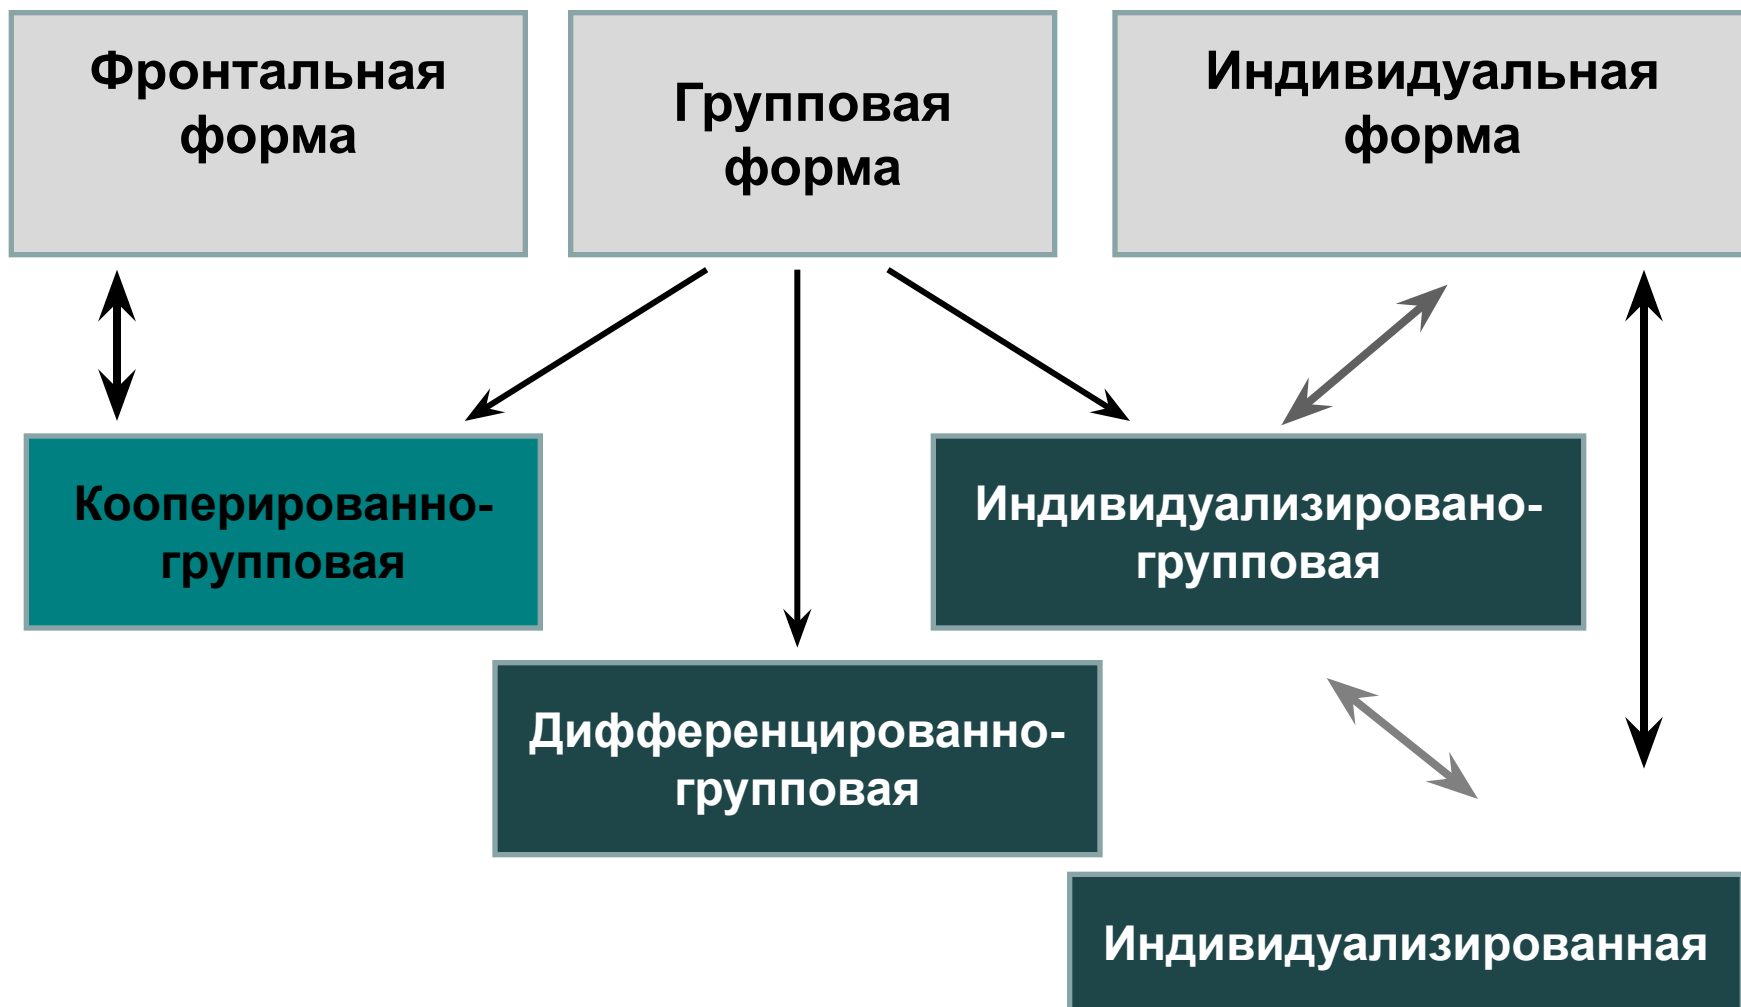 Фронтальная
форма
Групповая
форма
Индивидуальная
форма
Кооперированно-
групповая
Индивидуализировано-
групповая
Дифференцированно-
групповая
Индивидуализированная